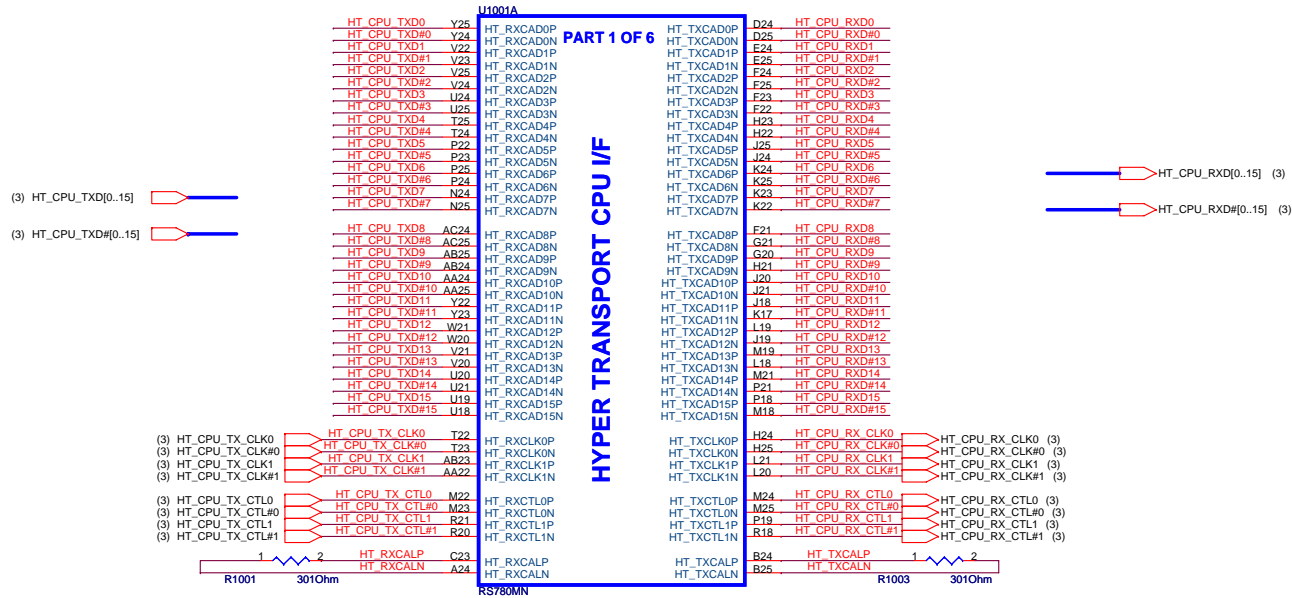 U1001A
PART 1 OF 6
HYPER TRANSPORT CPU I/F
HT_CPU_TXD0 Y25 HT_RXCAD0P HT_TXCAD0P D24 HT_CPU_RXD0
HT_CPU_TXD#0 Y24 HT_RXCAD0N HT_TXCAD0N D25 HT_CPU_RXD#0
HT_CPU_TXD1 V22 HT_RXCAD1P HT_TXCAD1P E24 HT_CPU_RXD1
HT_CPU_TXD#1 V23 HT_RXCAD1N HT_TXCAD1N E25 HT_CPU_RXD#1
HT_CPU_TXD2 V25 HT_RXCAD2P HT_TXCAD2P F24 HT_CPU_RXD2
HT_CPU_TXD#2 V24 HT_RXCAD2N HT_TXCAD2N F25 HT_CPU_RXD#2
HT_CPU_TXD3 U24 HT_RXCAD3P HT_TXCAD3P F23 HT_CPU_RXD3
HT_CPU_TXD#3 U25 HT_RXCAD3N HT_TXCAD3N F22 HT_CPU_RXD#3
HT_CPU_TXD4 T25 HT_RXCAD4P HT_TXCAD4P H23 HT_CPU_RXD4
HT_CPU_TXD#4 T24 HT_RXCAD4N HT_TXCAD4N H22 HT_CPU_RXD#4
HT_CPU_TXD5 P22 HT_RXCAD5P HT_TXCAD5P J25 HT_CPU_RXD5
HT_CPU_TXD#5 P23 HT_RXCAD5N HT_TXCAD5N J24 HT_CPU_RXD#5
HT_CPU_TXD6 P25 HT_RXCAD6P HT_TXCAD6P K24 HT_CPU_RXD6
HT_CPU_TXD#6 P24 HT_RXCAD6N HT_TXCAD6N K25 HT_CPU_RXD#6
HT_CPU_TXD7 N24 HT_RXCAD7P HT_TXCAD7P K23 HT_CPU_RXD7
HT_CPU_TXD#7 N25 HT_RXCAD7N HT_TXCAD7N K22 HT_CPU_RXD#7
(3) HT_CPU_TXD[0..15]
(3) HT_CPU_TXD#[0..15]
HT_CPU_RXD[0..15] (3)
HT_CPU_RXD#[0..15] (3)
HT_CPU_TXD8 AC24 HT_RXCAD8P HT_TXCAD8P F21 HT_CPU_RXD8
HT_CPU_TXD#8 AC25 HT_RXCAD8N HT_TXCAD8N G21 HT_CPU_RXD#8
HT_CPU_TXD9 AB25 HT_RXCAD9P HT_TXCAD9P G20 HT_CPU_RXD9
HT_CPU_TXD#9 AB24 HT_RXCAD9N HT_TXCAD9N H21 HT_CPU_RXD#9
HT_CPU_TXD10 AA24 HT_RXCAD10P HT_TXCAD10P J20 HT_CPU_RXD10
HT_CPU_TXD#10 AA25 HT_RXCAD10N HT_TXCAD10N J21 HT_CPU_RXD#10
HT_CPU_TXD11 Y22 HT_RXCAD11P HT_TXCAD11P J18 HT_CPU_RXD11
HT_CPU_TXD#11 Y23 HT_RXCAD11N HT_TXCAD11N K17 HT_CPU_RXD#11
HT_CPU_TXD12 W21 HT_RXCAD12P HT_TXCAD12P L19 HT_CPU_RXD12
HT_CPU_TXD#12 W20 HT_RXCAD12N HT_TXCAD12N J19 HT_CPU_RXD#12
HT_CPU_TXD13 V21 HT_RXCAD13P HT_TXCAD13P M19 HT_CPU_RXD13
HT_CPU_TXD#13 V20 HT_RXCAD13N HT_TXCAD13N L18 HT_CPU_RXD#13
HT_CPU_TXD14 U20 HT_RXCAD14P HT_TXCAD14P M21 HT_CPU_RXD14
HT_CPU_TXD#14 U21 HT_RXCAD14N HT_TXCAD14N P21 HT_CPU_RXD#14
HT_CPU_TXD15 U19 HT_RXCAD15P HT_TXCAD15P P18 HT_CPU_RXD15
HT_CPU_TXD#15 U18 HT_RXCAD15N HT_TXCAD15N M18 HT_CPU_RXD#15
(3) HT_CPU_TX_CLK0 HT_CPU_TX_CLK0 T22 HT_RXCLK0P HT_TXCLK0P H24 HT_CPU_RX_CLK0 HT_CPU_RX_CLK0 (3)
(3) HT_CPU_TX_CLK#0 HT_CPU_TX_CLK#0 T23 HT_RXCLK0N HT_TXCLK0N H25 HT_CPU_RX_CLK#0 HT_CPU_RX_CLK#0 (3)
(3) HT_CPU_TX_CLK1 HT_CPU_TX_CLK1 AB23 HT_RXCLK1P HT_TXCLK1P L21 HT_CPU_RX_CLK1 HT_CPU_RX_CLK1 (3)
(3) HT_CPU_TX_CLK#1 HT_CPU_TX_CLK#1 AA22 HT_RXCLK1N HT_TXCLK1N L20 HT_CPU_RX_CLK#1 HT_CPU_RX_CLK#1 (3)
(3) HT_CPU_TX_CTL0 HT_CPU_TX_CTL0 M22 HT_RXCTL0P HT_TXCTL0P M24 HT_CPU_RX_CTL0 HT_CPU_RX_CTL0 (3)
(3) HT_CPU_TX_CTL#0 HT_CPU_TX_CTL#0 M23 HT_RXCTL0N HT_TXCTL0N M25 HT_CPU_RX_CTL#0 HT_CPU_RX_CTL#0 (3)
(3) HT_CPU_TX_CTL1 HT_CPU_TX_CTL1 R21 HT_RXCTL1P HT_TXCTL1P P19 HT_CPU_RX_CTL1 HT_CPU_RX_CTL1 (3)
(3) HT_CPU_TX_CTL#1 HT_CPU_TX_CTL#1 R20 HT_RXCTL1N HT_TXCTL1N R18 HT_CPU_RX_CTL#1 HT_CPU_RX_CTL#1 (3)
1 2 HT_RXCALP C23 HT_RXCALP HT_TXCALP B24 HT_TXCALP 1 2
HT_RXCALN A24 HT_RXCALN HT_TXCALN B25 HT_TXCALN
R1001 301Ohm R1003 301Ohm
RS780MN